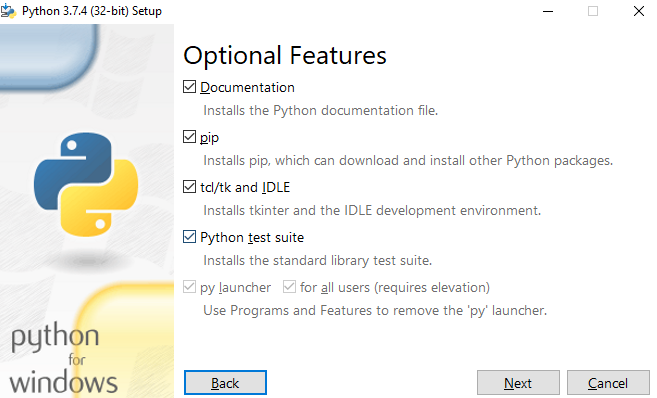 Python 3.7.4 (32-bit) Setup
Optional Features
Documentation
Installs the Python documentation file.
pip
Installs pip, which can download and install other Python packages.
tcl/tk and IDLE
Installs tkinter and the IDLE development environment.
Python test suite
Installs the standard library test suite.
py launcher for all users (requires elevation)
Use Programs and Features to remove the 'py' launcher.
python
for
windows
Back Next Cancel